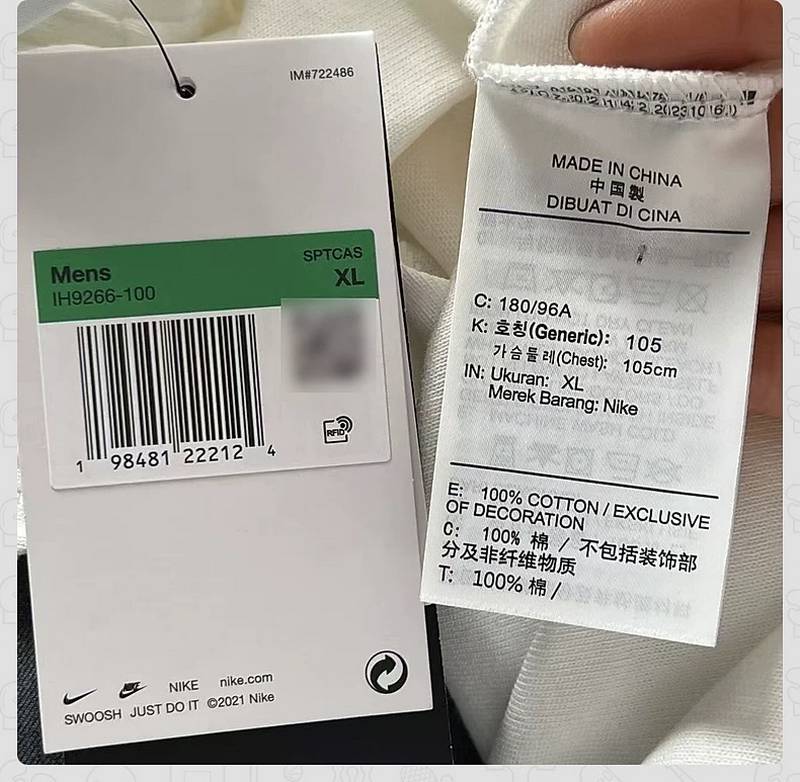 IM#722486
SPTCAS
Mens
XL
IH9266-100
1 98481 22212 4
RFID
NIKE nike.com
SWOOSH JUST DO IT ©2021 Nike
MADE IN CHINA
中国製
DIBUAT DI CINA
C: 180/96A
K: 호칭(Generic): 105
가슴둘레(Chest): 105cm
IN: Ukuran: XL
Merek Barang: Nike
E: 100% COTTON / EXCLUSIVE
OF DECORATION
C: 100% 棉 / 不包括装饰部
分及非纤维物质
T: 100% 棉 /